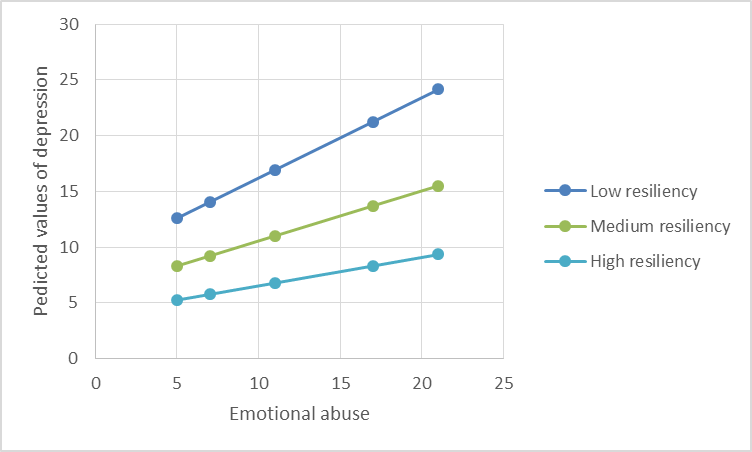 Pedicted values of depression
30
25
20
15
10
5
0
0 5 10 15 20 25
Emotional abuse
Low resiliency
Medium resiliency
High resiliency